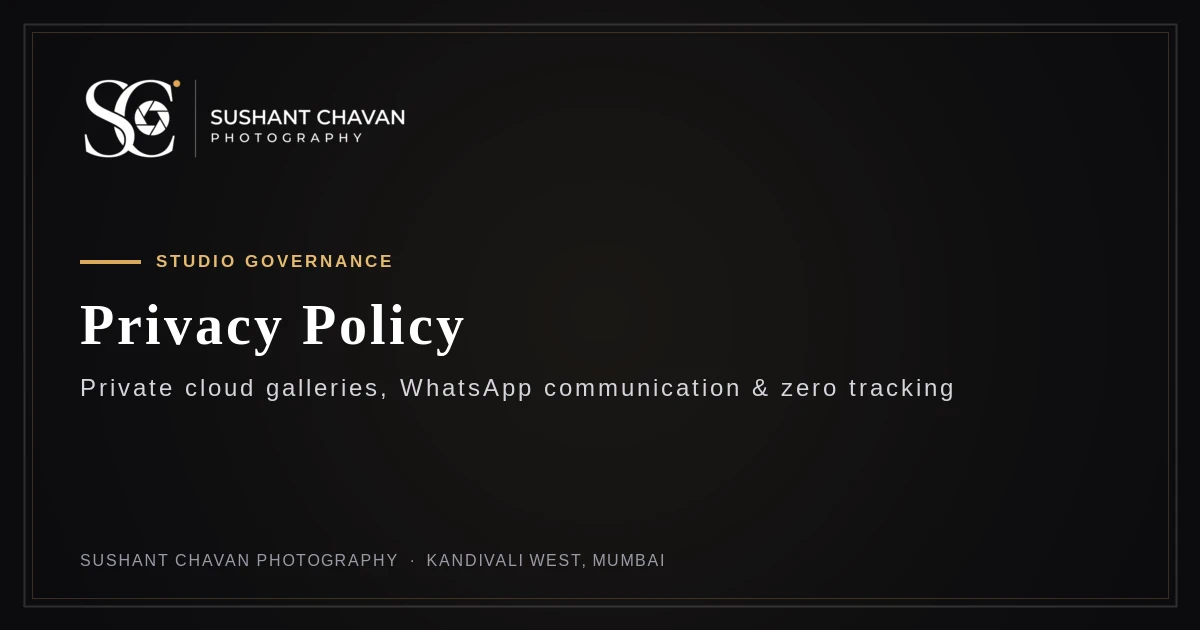 SC
SUSHANT CHAVAN
PHOTOGRAPHY
STUDIO GOVERNANCE
Privacy Policy
Private cloud galleries, WhatsApp communication & zero tracking
SUSHANT CHAVAN PHOTOGRAPHY · KANDIVALI WEST, MUMBAI